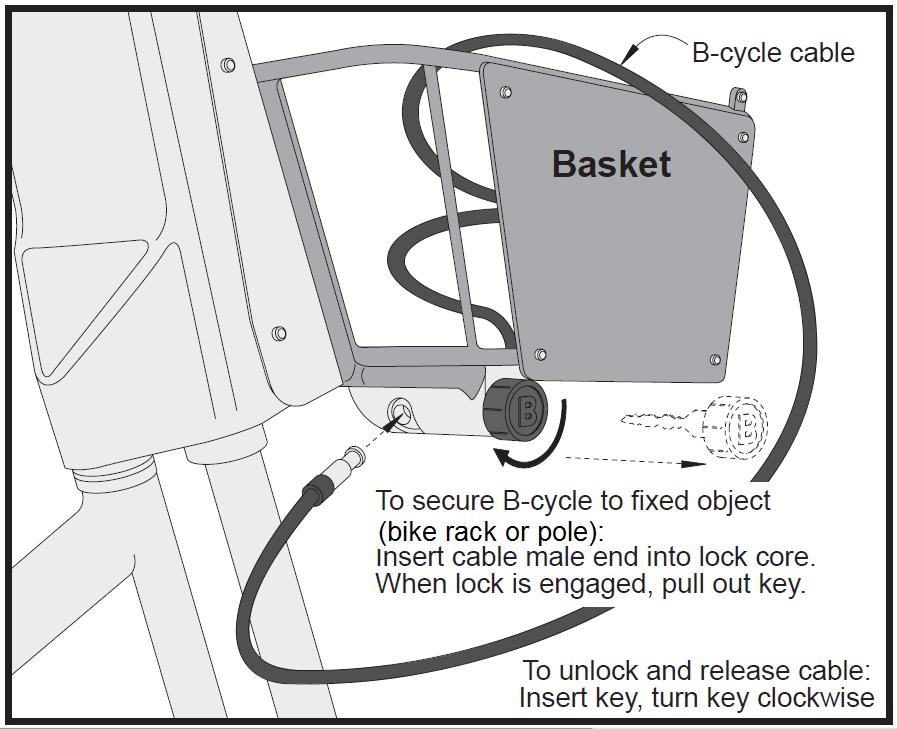 B-cycle cable
Basket
B
B
To secure B-cycle to fixed object
(bike rack or pole):
Insert cable male end into lock core.
When lock is engaged, pull out key.
To unlock and release cable:
Insert key, turn key clockwise